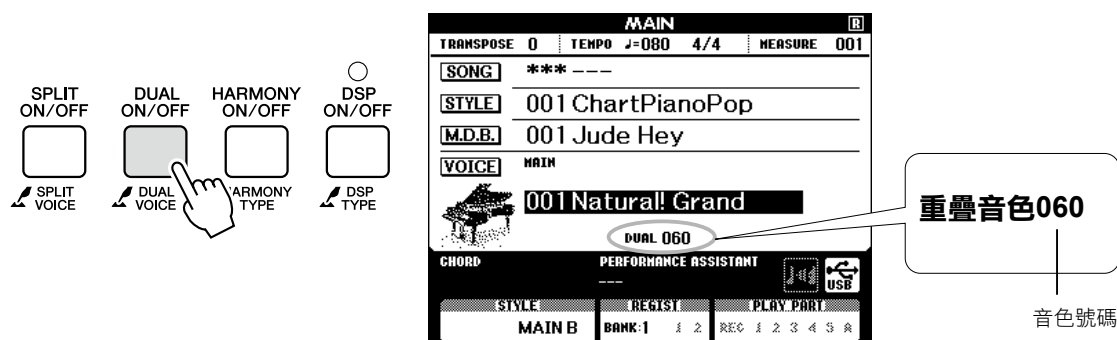 SPLIT ON/OFF
DUAL ON/OFF
HARMONY ON/OFF
DSP ON/OFF
SPLIT VOICE
DUAL VOICE
ARMONY TYPE
DSP TYPE
MAIN R
TRANSPOSE 0 TEMPO ♩=080 4/4 MEASURE 001
SONG ***---
STYLE 001 ChartPianoPop
M.D.B. 001 Jude Hey
VOICE MAIN
001 Natural! Grand
DUAL 060
CHORD PERFORMANCE ASSISTANT
---
USB
STYLE REGIST PLAY PART
MAIN B BANK:1 1 2 REC 1 2 3 4 5 A
重疊音色060
音色號碼